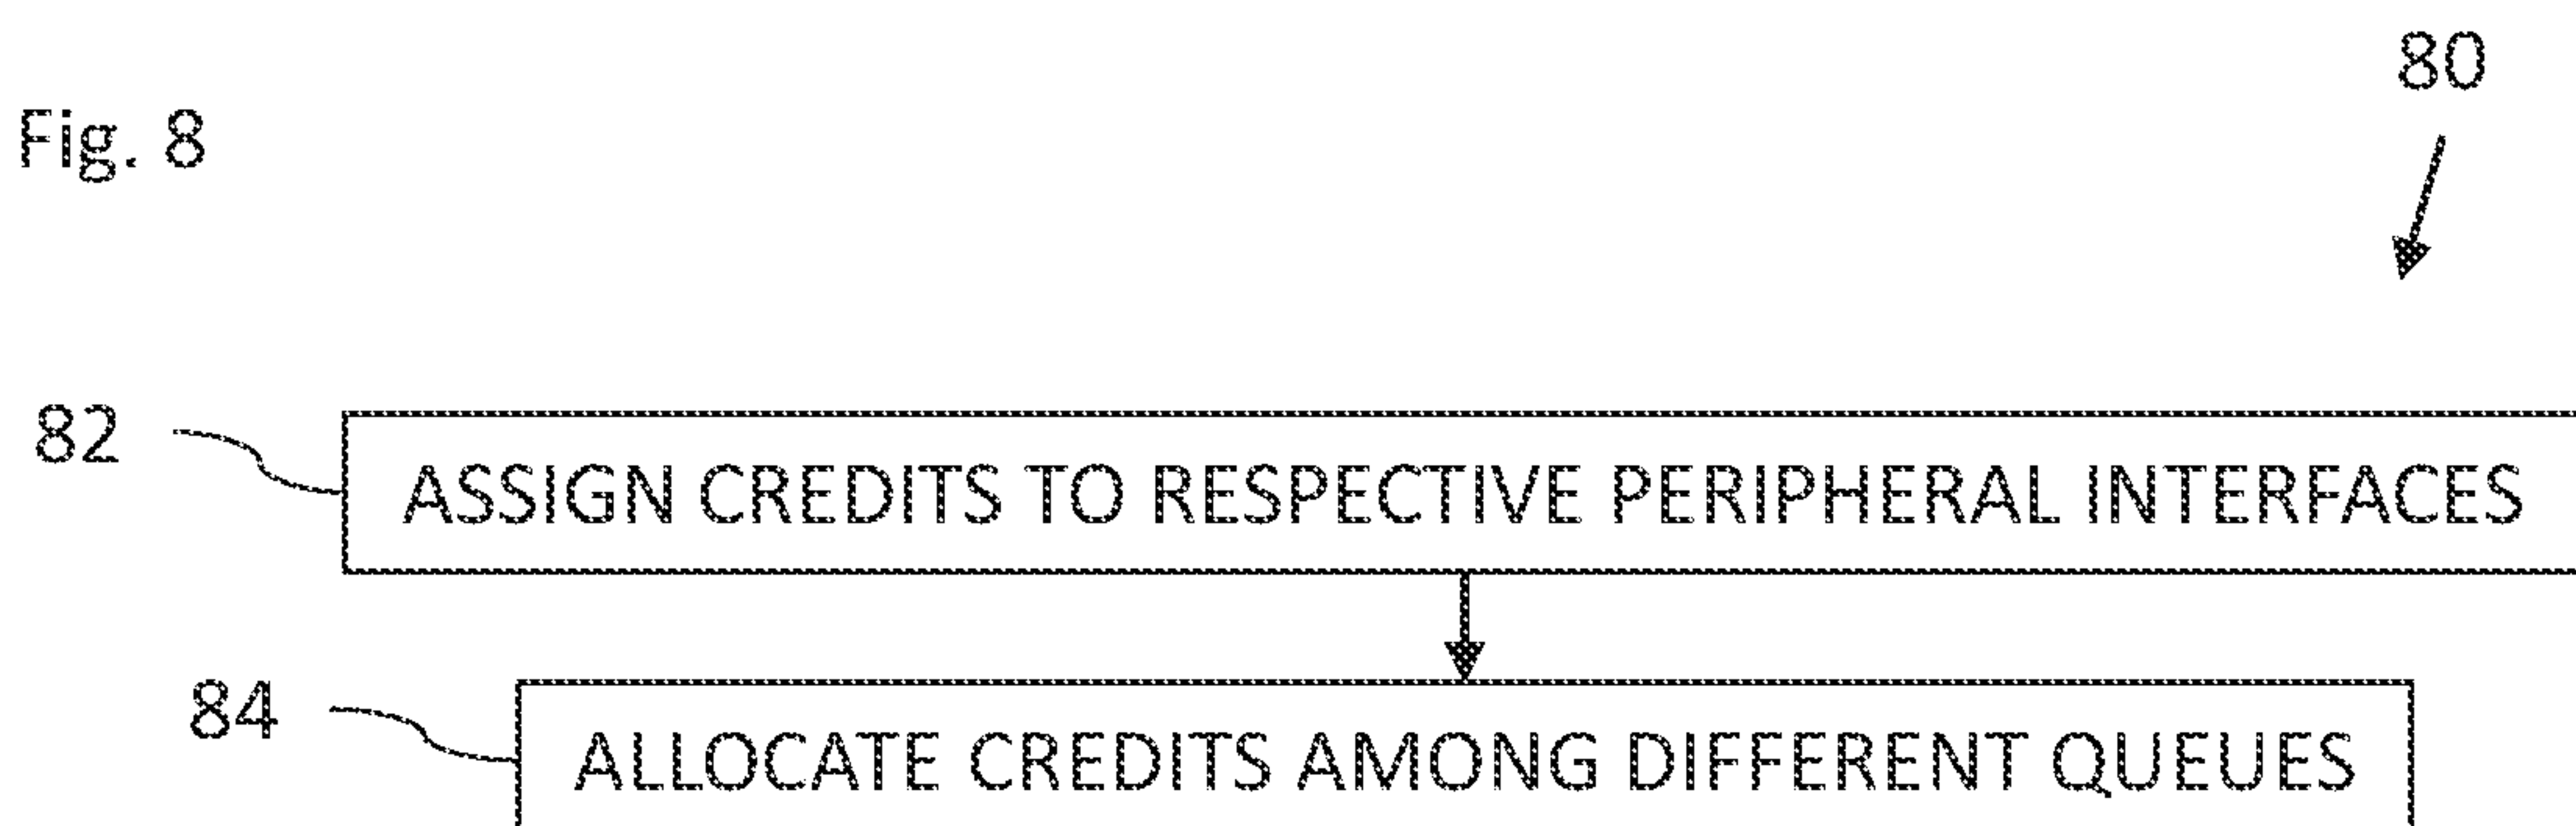 80
Fig. 8
82
ASSIGN CREDITS TO RESPECTIVE PERIPHERAL INTERFACES
84
ALLOCATE CREDITS AMONG DIFFERENT QUEUES